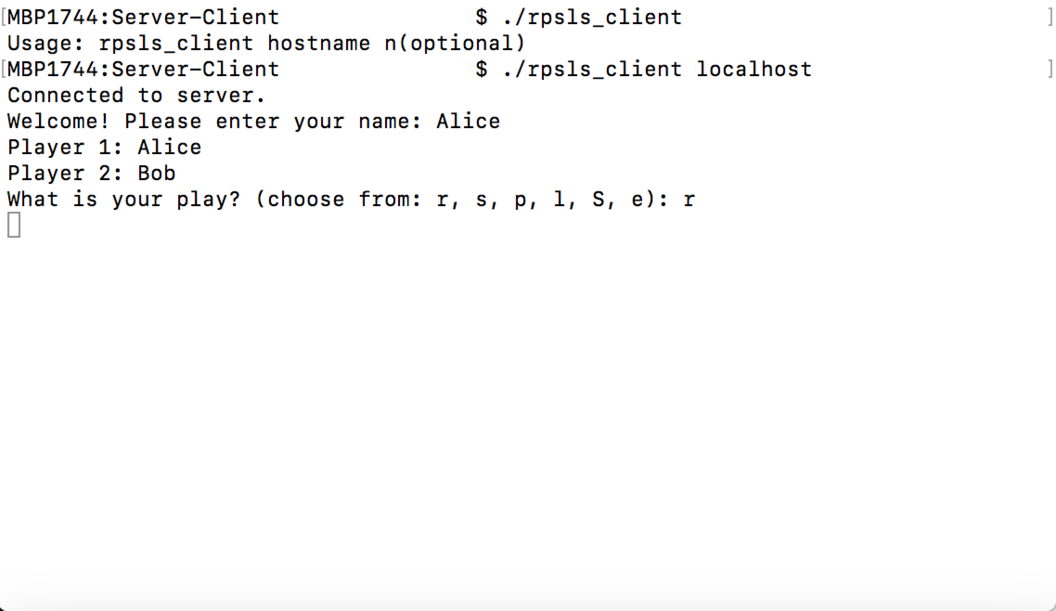 [MBP1744:Server-Client $ ./rpsls_client ]
Usage: rpsls_client hostname n(optional)
[MBP1744:Server-Client $ ./rpsls_client localhost ]
Connected to server.
Welcome! Please enter your name: Alice
Player 1: Alice
Player 2: Bob
What is your play? (choose from: r, s, p, l, S, e): r